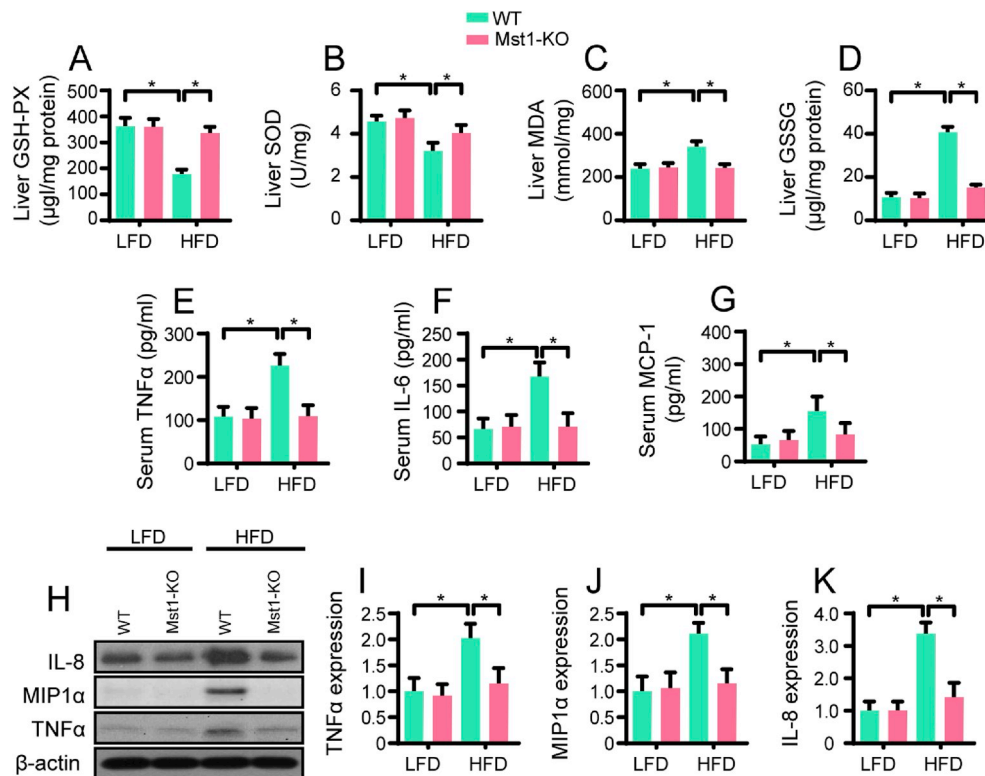 WT
Mst1-KO
A
Liver GSH-PX
(μgl/mg protein)
* *
400
300
200
100
0
LFD HFD
B
Liver SOD
(U/mg)
* *
6
4
2
0
LFD HFD
C
Liver MDA
(mmol/mg)
* *
600
400
200
0
LFD HFD
D
Liver GSSG
(μgl/mg protein)
* *
60
40
20
0
LFD HFD
E
Serum TNFα (pg/ml)
* *
300
200
100
0
LFD HFD
F
Serum IL-6 (pg/ml)
* *
250
200
150
100
50
0
LFD HFD
G
Serum MCP-1
(pg/ml)
* *
400
300
200
100
0
LFD HFD
H
LFD HFD
WT Mst1-KO WT Mst1-KO
IL-8
MIP1α
TNFα
β-actin
I
TNFα expression
* *
2.5
2.0
1.5
1.0
0.5
0
LFD HFD
J
MIP1α expression
* *
2.5
2.0
1.5
1.0
0.5
0
LFD HFD
K
IL-8 expression
* *
4.0
3.0
2.0
1.0
0
LFD HFD